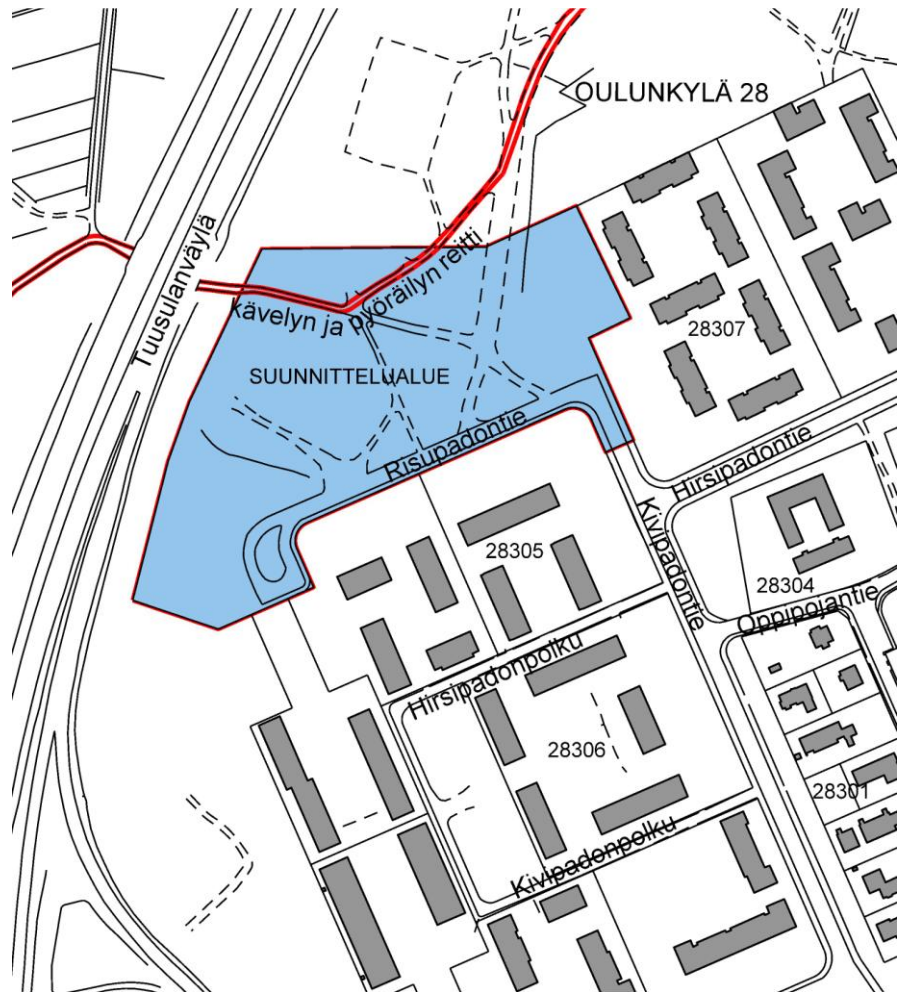 OULUNKYLÄ 28
Tuusulanväylä
kävelyn ja pyöräilyn reitti
28307
SUUNNITTELUALUE
Risupadontie
Hirsipadontie
Kivipadontie
28305
28304
Oppipojantie
Hirsipadonpolku
28306
28301
Kivipadonpolku